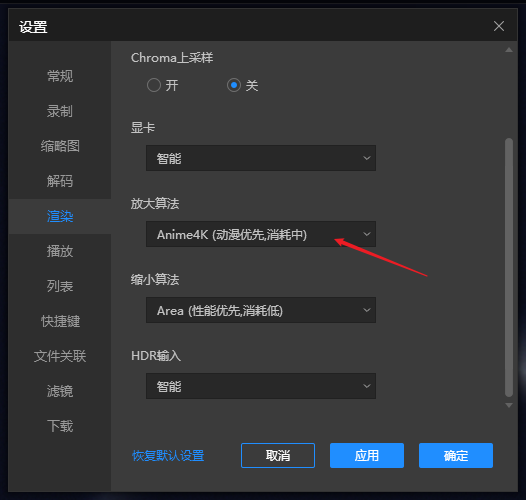 设置
常规
录制
缩略图
解码
渲染
播放
列表
快捷键
文件关联
滤镜
下载
Chroma上采样
开 关
显卡
智能
放大算法
Anime4K (动漫优先,消耗中)
缩小算法
Area (性能优先,消耗低)
HDR输入
智能
恢复默认设置 取消 应用 确定